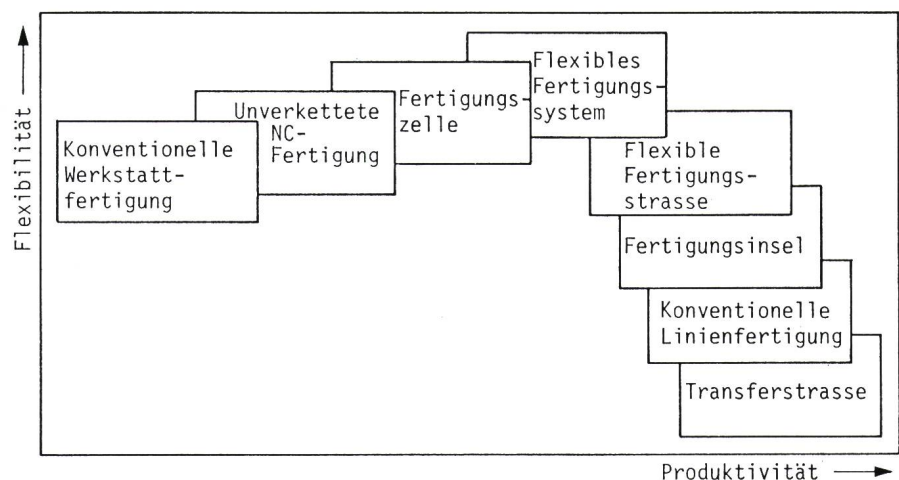 Flexibilität
Konventionelle
Werkstatt-
fertigung
Unverkettete
NC-
Fertigung
Fertigungs-
zelle
Flexibles
Fertigungs-
system
Flexible
Fertigungs-
strasse
Fertigungsinsel
Konventionelle
Linienfertigung
Transferstrasse
Produktivität